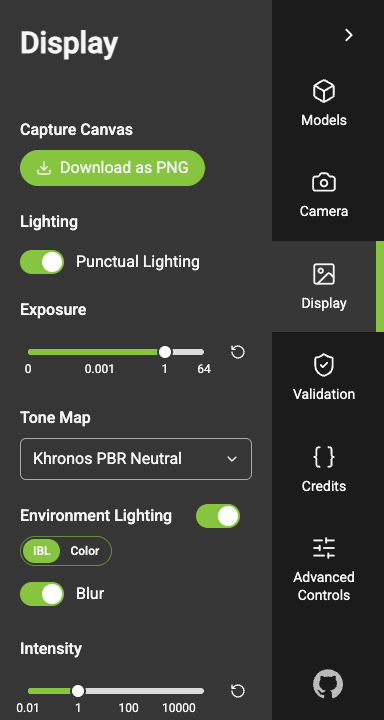 Display
Capture Canvas
Download as PNG
Lighting
Punctual Lighting
Exposure
0 0.001 1 64
Tone Map
Khronos PBR Neutral
Environment Lighting
IBL Color
Blur
Intensity
0.01 1 100 10000
Models
Camera
Display
Validation
Credits
Advanced
Controls